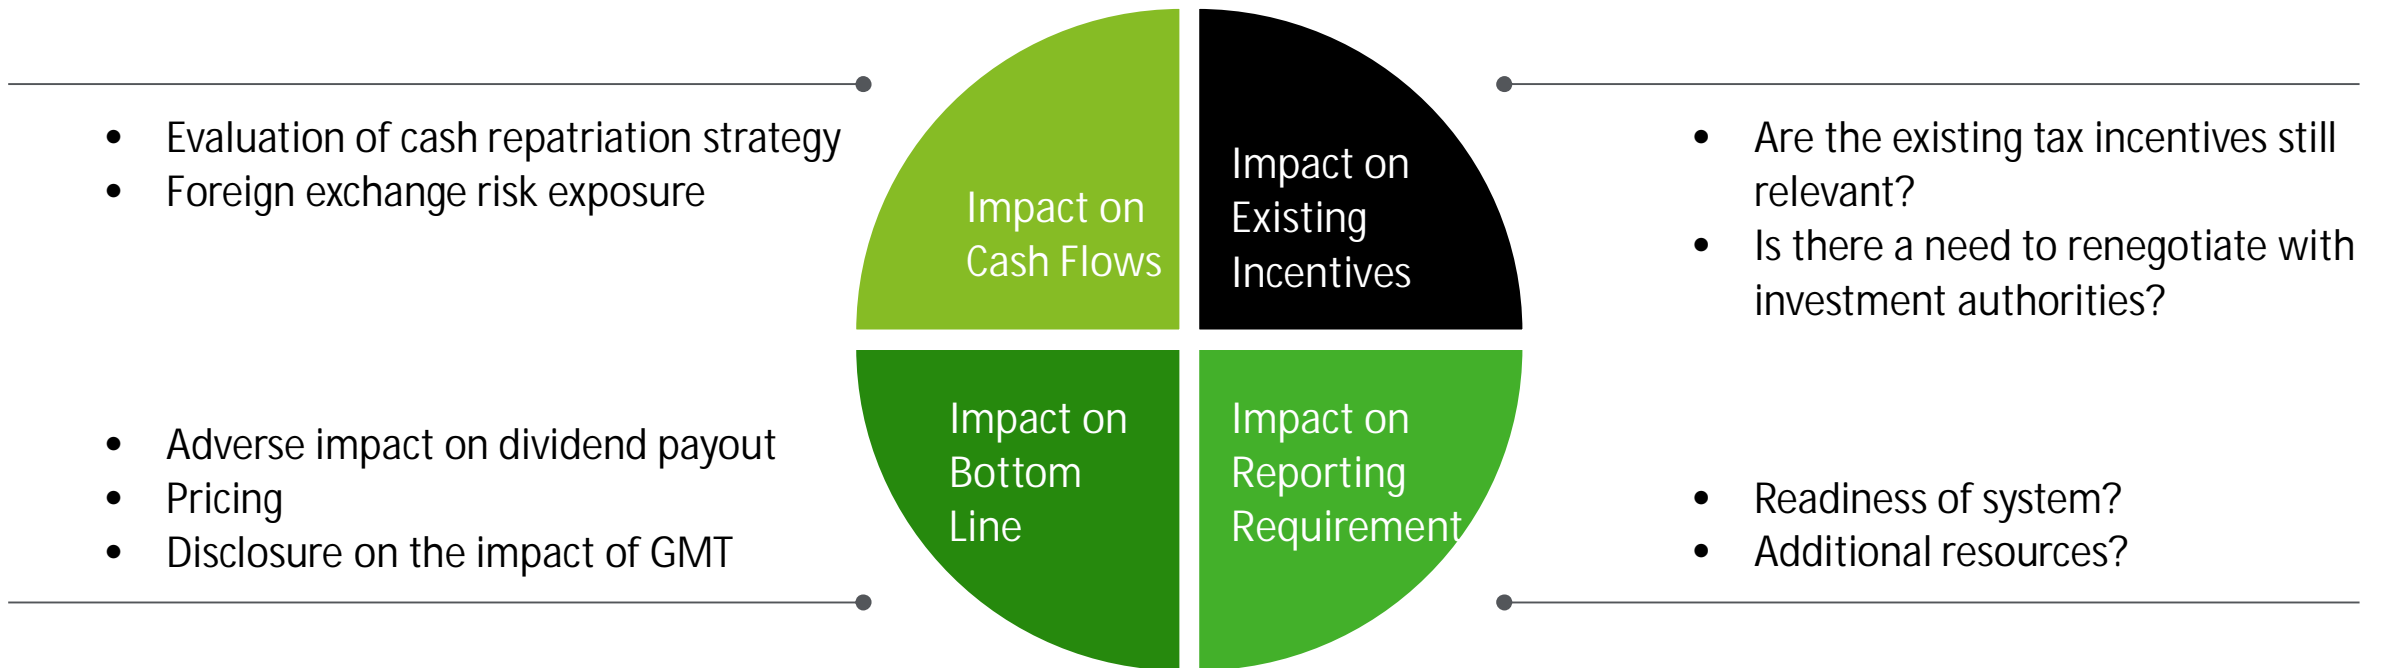 • Evaluation of cash repatriation strategy
• Foreign exchange risk exposure
Impact on
Cash Flows
Impact on
Existing
Incentives
• Are the existing tax incentives still
relevant?
• Is there a need to renegotiate with
investment authorities?
• Adverse impact on dividend payout
• Pricing
• Disclosure on the impact of GMT
Impact on
Bottom
Line
Impact on
Reporting
Requirement
• Readiness of system?
• Additional resources?